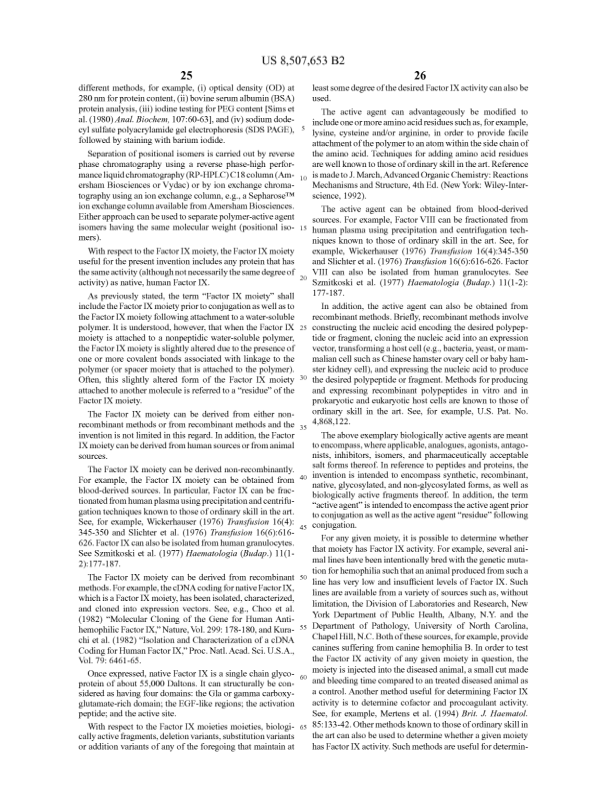 US 8,507,653 B2
25
different methods, for example, (i) optical density (OD) at
280 nm for protein content, (ii) bovine serum albumin (BSA)
protein analysis, (iii) iodine testing for PEG content [Sims et
al. (1980) Anal. Biochem, 107:60-63], and (iv) sodium dode-
cyl sulfate polyacrylamide gel electrophoresis (SDS PAGE),
followed by staining with barium iodide.
Separation of positional isomers is carried out by reverse
phase chromatography using a reverse phase-high perfor-
mance liquid chromatography (RP-HPLC) C18 column (Am-
ersham Biosciences or Vydac) or by ion exchange chroma-
tography using an ion exchange column, e.g., a Sepharose™
ion exchange column available from Amersham Biosciences.
Either approach can be used to separate polymer-active agent
isomers having the same molecular weight (positional iso-
mers).
With respect to the Factor IX moiety, the Factor IX moiety
useful for the present invention includes any protein that has
the same activity (although not necessarily the same degree of
activity) as native, human Factor IX.
As previously stated, the term “Factor IX moiety” shall
include the Factor IX moiety prior to conjugation as well as to
the Factor IX moiety following attachment to a water-soluble
polymer. It is understood, however, that when the Factor IX
moiety is attached to a nonpeptidic water-soluble polymer,
the Factor IX moiety is slightly altered due to the presence of
one or more covalent bonds associated with linkage to the
polymer (or spacer moiety that is attached to the polymer).
Often, this slightly altered form of the Factor IX moiety
attached to another molecule is referred to a “residue” of the
Factor IX moiety.
The Factor IX moiety can be derived from either non-
recombinant methods or from recombinant methods and the
invention is not limited in this regard. In addition, the Factor
IX moiety can be derived from human sources or from animal
sources.
The Factor IX moiety can be derived non-recombinantly.
For example, the Factor IX moiety can be obtained from
blood-derived sources. In particular, Factor IX can be frac-
tionated from human plasma using precipitation and centrifu-
gation techniques known to those of ordinary skill in the art.
See, for example, Wickerhauser (1976) Transfusion 16(4):
345-350 and Slichter et al. (1976) Transfusion 16(6):616-
626. Factor IX can also be isolated from human granulocytes.
See Szmitkoski et al. (1977) Haematologia (Budap.) 11(1-
2):177-187.
The Factor IX moiety can be derived from recombinant
methods. For example, the cDNA coding for native Factor IX,
which is a Factor IX moiety, has been isolated, characterized,
and cloned into expression vectors. See, e.g., Choo et al.
(1982) “Molecular Cloning of the Gene for Human Anti-
hemophilic Factor IX,” Nature, Vol. 299: 178-180, and Kura-
chi et al. (1982) “Isolation and Characterization of a cDNA
Coding for Human Factor IX,” Proc. Natl. Acad. Sci. U.S.A.,
Vol. 79: 6461-65.
Once expressed, native Factor IX is a single chain glyco-
protein of about 55,000 Daltons. It can structurally be con-
sidered as having four domains: the Gla or gamma carboxy-
glutamate-rich domain; the EGF-like regions; the activation
peptide; and the active site.
With respect to the Factor IX moieties moieties, biologi-
cally active fragments, deletion variants, substitution variants
or addition variants of any of the foregoing that maintain at
5
10
15
20
25
30
35
40
45
50
55
60
65
26
least some degree of the desired Factor IX activity can also be
used.
The active agent can advantageously be modified to
include one or more amino acid residues such as, for example,
lysine, cysteine and/or arginine, in order to provide facile
attachment of the polymer to an atom within the side chain of
the amino acid. Techniques for adding amino acid residues
are well known to those of ordinary skill in the art. Reference
is made to J. March, Advanced Organic Chemistry: Reactions
Mechanisms and Structure, 4th Ed. (New York: Wiley-Inter-
science, 1992).
The active agent can be obtained from blood-derived
sources. For example, Factor VIII can be fractionated from
human plasma using precipitation and centrifugation tech-
niques known to those of ordinary skill in the art. See, for
example, Wickerhauser (1976) Transfusion 16(4):345-350
and Slichter et al. (1976) Transfusion 16(6):616-626. Factor
VIII can also be isolated from human granulocytes. See
Szmitkoski et al. (1977) Haematologia (Budap.) 11(1-2):
177-187.
In addition, the active agent can also be obtained from
recombinant methods. Briefly, recombinant methods involve
constructing the nucleic acid encoding the desired polypep-
tide or fragment, cloning the nucleic acid into an expression
vector, transforming a host cell (e.g., bacteria, yeast, or mam-
malian cell such as Chinese hamster ovary cell or baby ham-
ster kidney cell), and expressing the nucleic acid to produce
the desired polypeptide or fragment. Methods for producing
and expressing recombinant polypeptides in vitro and in
prokaryotic and eukaryotic host cells are known to those of
ordinary skill in the art. See, for example, U.S. Pat. No.
4,868,122.
The above exemplary biologically active agents are meant
to encompass, where applicable, analogues, agonists, antago-
nists, inhibitors, isomers, and pharmaceutically acceptable
salt forms thereof. In reference to peptides and proteins, the
invention is intended to encompass synthetic, recombinant,
native, glycosylated, and non-glycosylated forms, as well as
biologically active fragments thereof. In addition, the term
“active agent” is intended to encompass the active agent prior
to conjugation as well as the active agent “residue” following
conjugation.
For any given moiety, it is possible to determine whether
that moiety has Factor IX activity. For example, several ani-
mal lines have been intentionally bred with the genetic muta-
tion for hemophilia such that an animal produced from such a
line has very low and insufficient levels of Factor IX. Such
lines are available from a variety of sources such as, without
limitation, the Division of Laboratories and Research, New
York Department of Public Health, Albany, N.Y. and the
Department of Pathology, University of North Carolina,
Chapel Hill, N.C. Both of these sources, for example, provide
canines suffering from canine hemophilia B. In order to test
the Factor IX activity of any given moiety in question, the
moiety is injected into the diseased animal, a small cut made
and bleeding time compared to an treated diseased animal as
a control. Another method useful for determining Factor IX
activity is to determine cofactor and procoagulant activity.
See, for example, Mertens et al. (1994) Brit. J. Haematol.
85:133-42. Other methods known to those of ordinary skill in
the art can also be used to determine whether a given moiety
has Factor IX activity. Such methods are useful for determin-